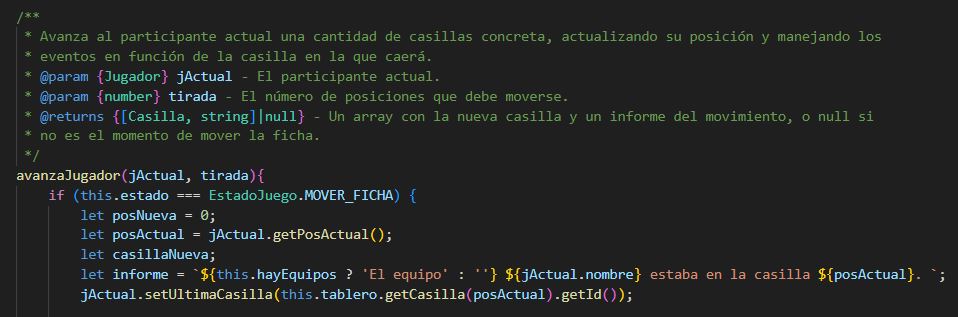 /**
 * Avanza al participante actual una cantidad de casillas concreta, actualizando su posición y manejando los
 * eventos en función de la casilla en la que caerá.
 * @param {Jugador} jActual - El participante actual.
 * @param {number} tirada - El número de posiciones que debe moverse.
 * @returns {[Casilla, string]|null} - Un array con la nueva casilla y un informe del movimiento, o null si
 * no es el momento de mover la ficha.
 */
avanzaJugador(jActual, tirada){
    if (this.estado === EstadoJuego.MOVER_FICHA) {
        let posNueva = 0;
        let posActual = jActual.getPosActual();
        let casillaNueva;
        let informe = `${this.hayEquipos ? 'El equipo' : ''} ${jActual.nombre} estaba en la casilla ${posActual}. `;
        jActual.setUltimaCasilla(this.tablero.getCasilla(posActual).getId());